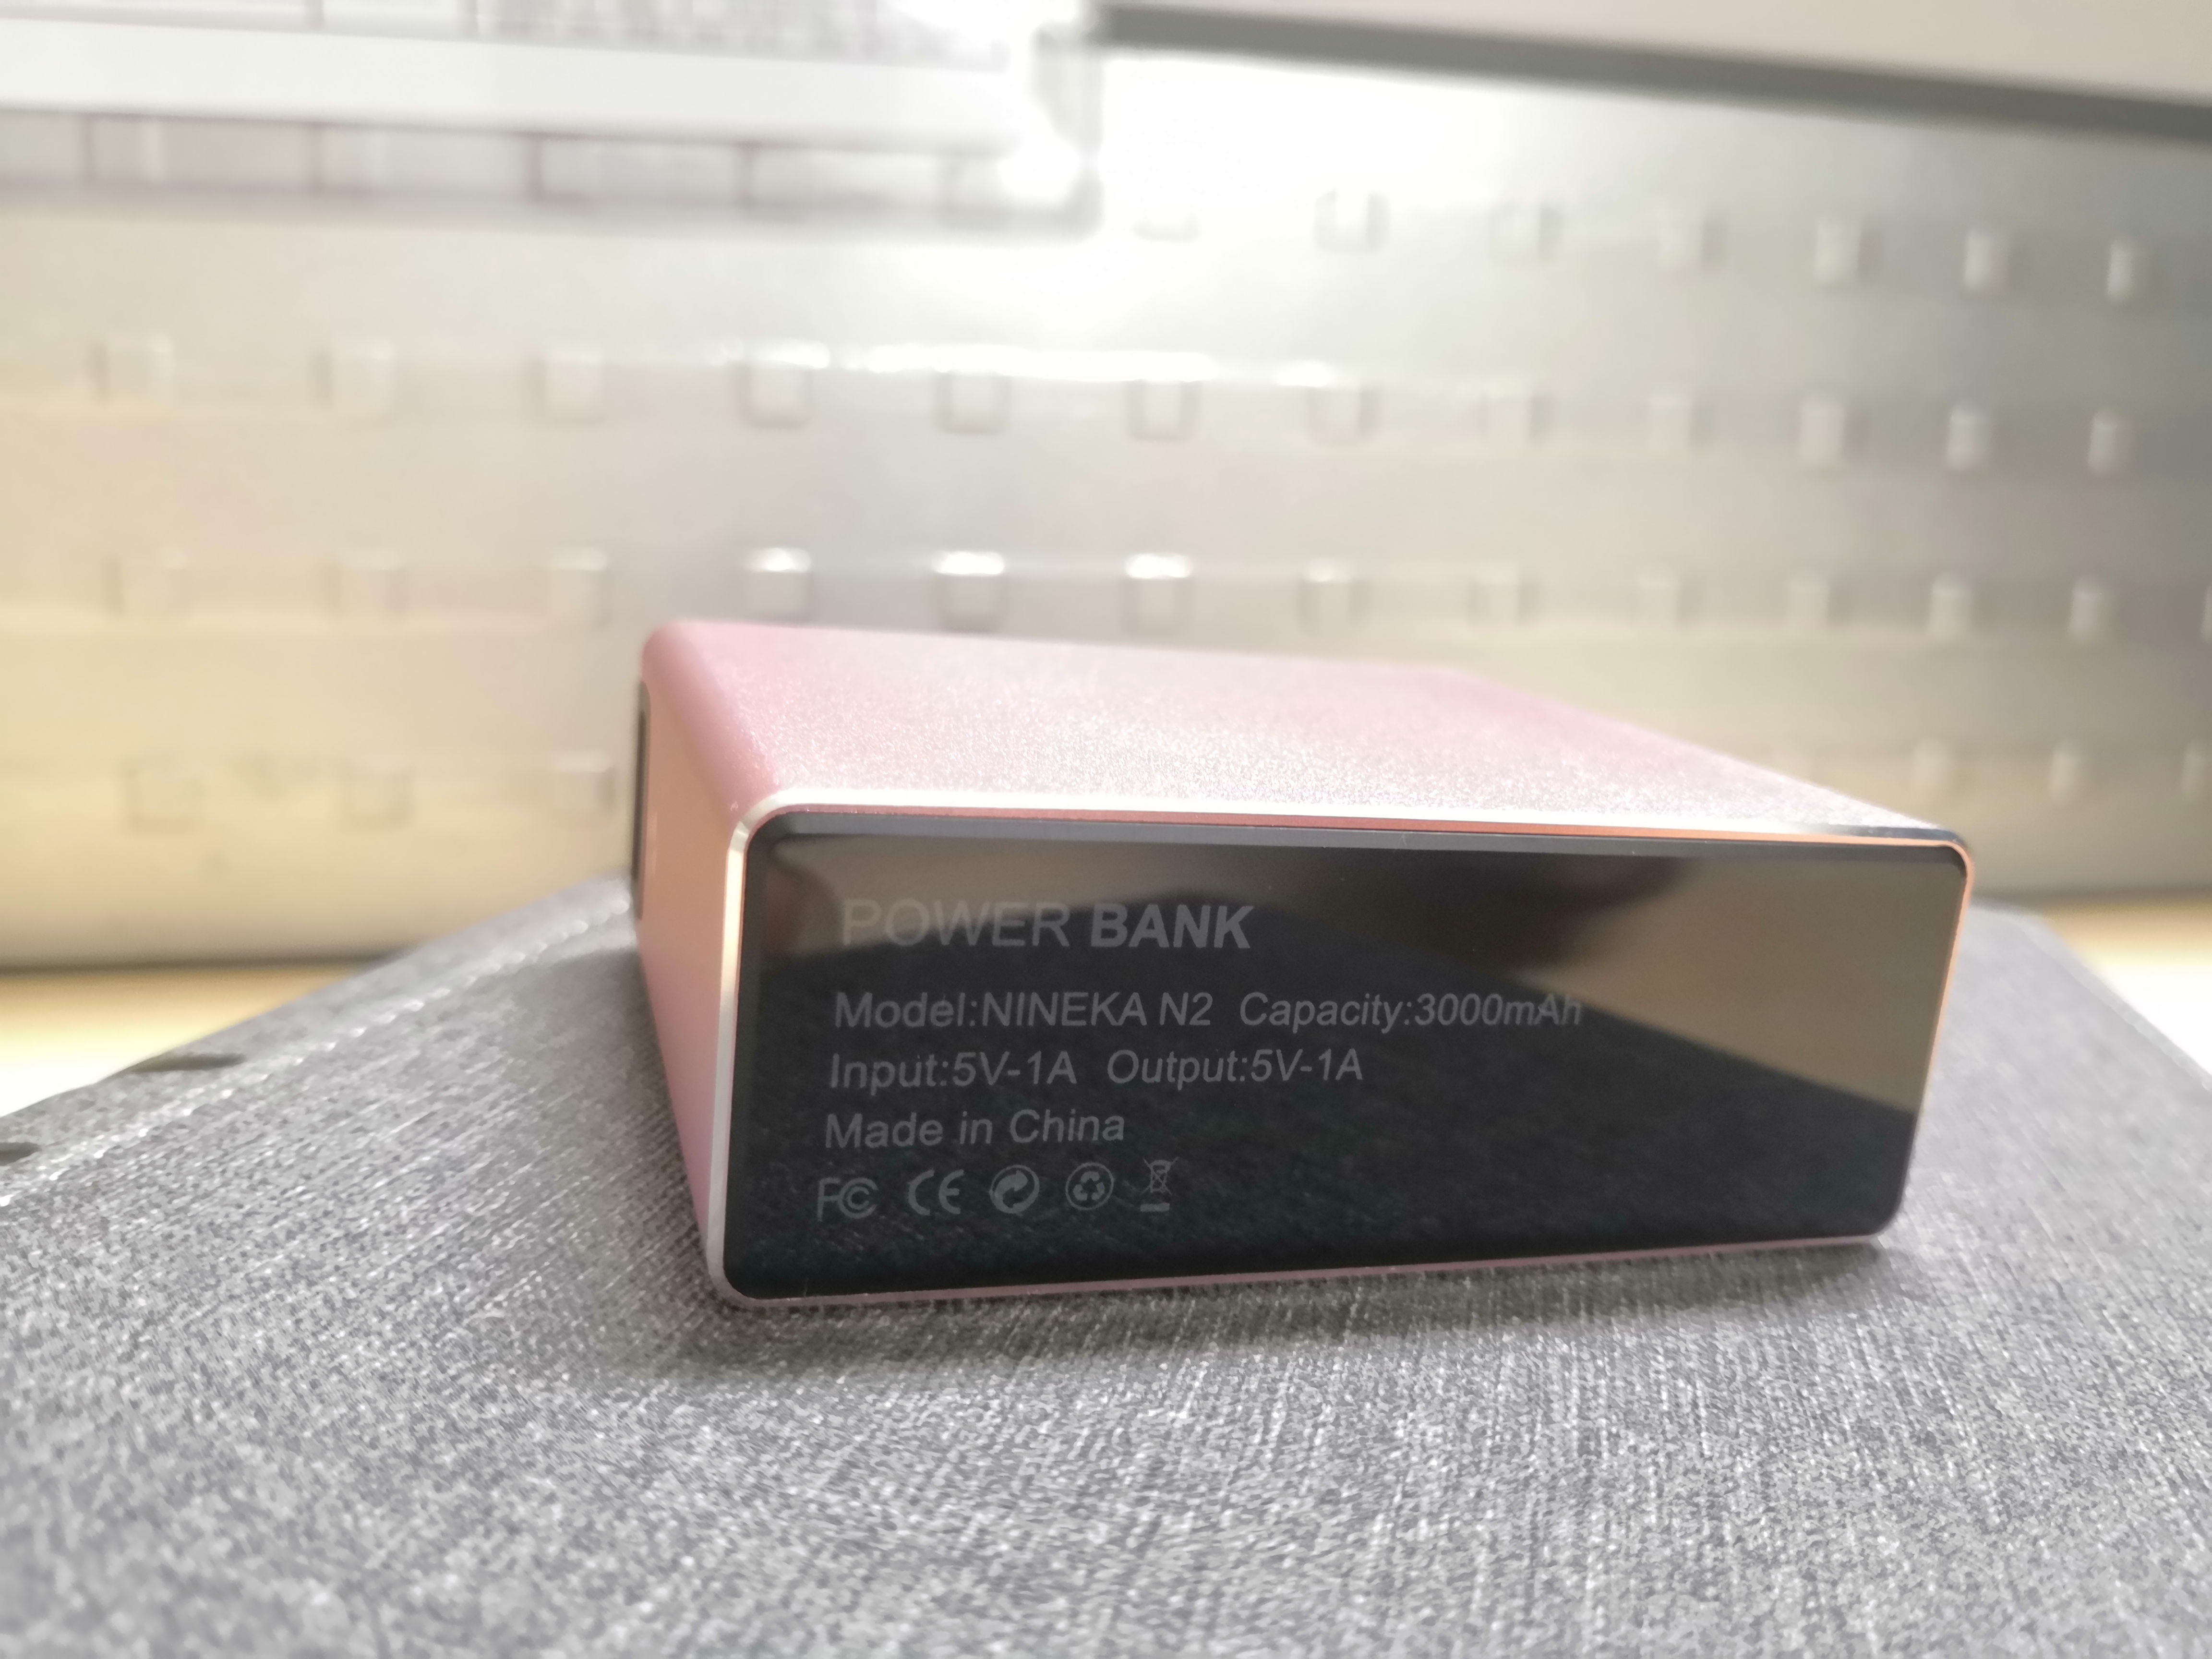 POWER BANK
Model:NINEKA N2 Capacity:3000mAh
Input:5V-1A Output:5V-1A
Made in China
FC CE